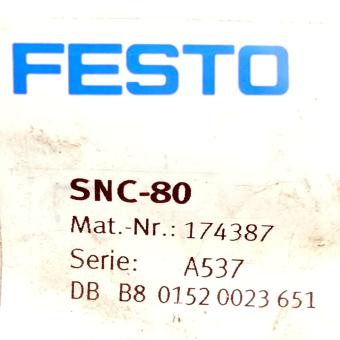 FESTO
SNC-80
Mat.-Nr.: 174387
Serie: A537
DB B8 0152 0023 651